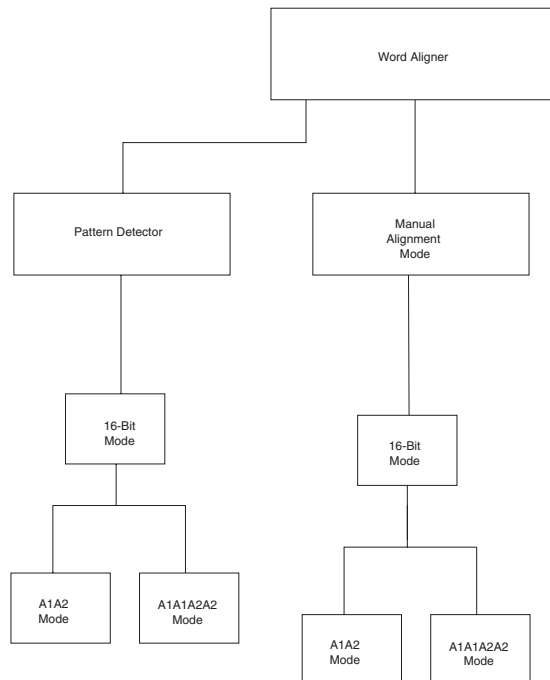 Word Aligner
Pattern Detector
Manual
Alignment
Mode
16-Bit
Mode
16-Bit
Mode
A1A2
Mode
A1A1A2A2
Mode
A1A2
Mode
A1A1A2A2
Mode